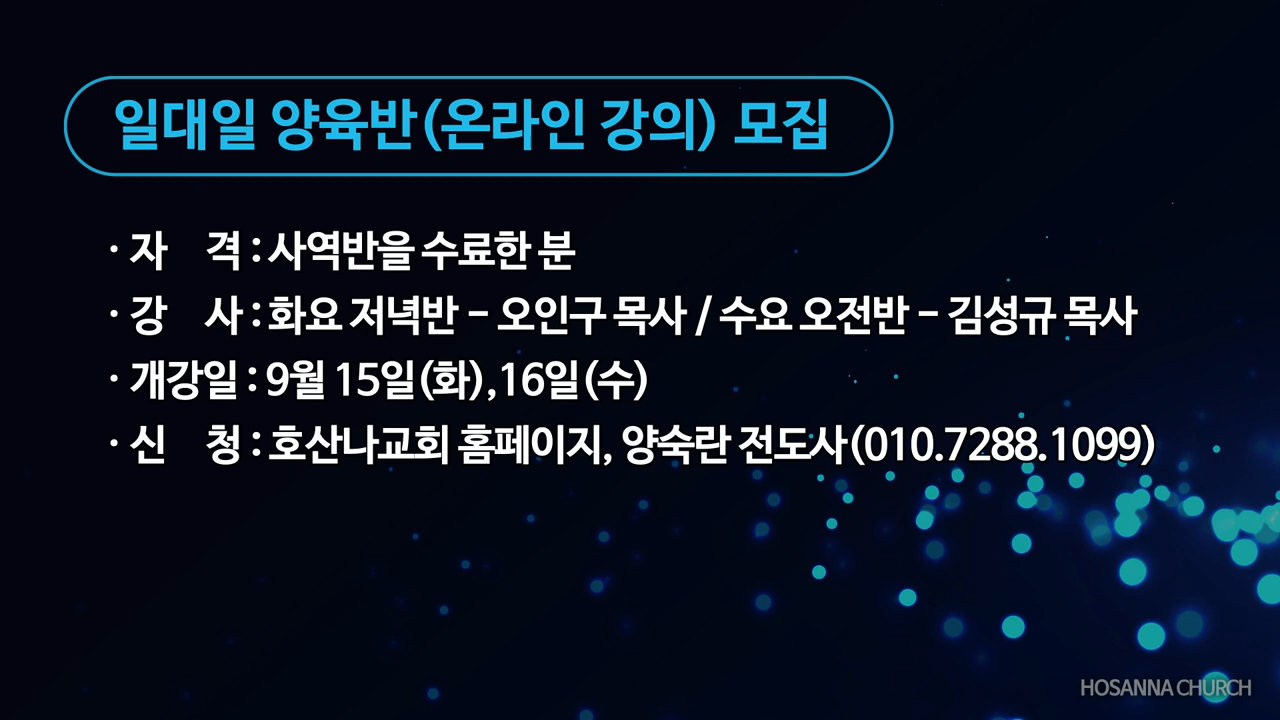 일대일 양육반(온라인 강의) 모집
· 자 격 : 사역반을 수료한 분
· 강 사 : 화요 저녁반 - 오인구 목사 / 수요 오전반 - 김성규 목사
· 개강일 : 9월 15일(화),16일(수)
· 신 청 : 호산나교회 홈페이지, 양숙란 전도사(010.7288.1099)
HOSANNA CHURCH